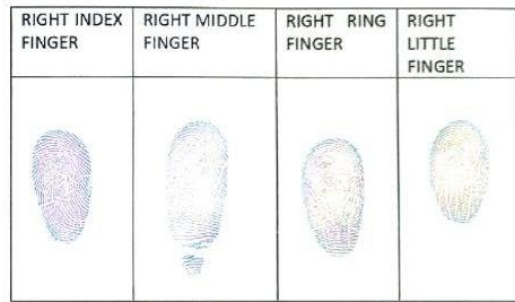 RIGHT INDEX
FINGER
RIGHT MIDDLE
FINGER
RIGHT RING
FINGER
RIGHT
LITTLE
FINGER